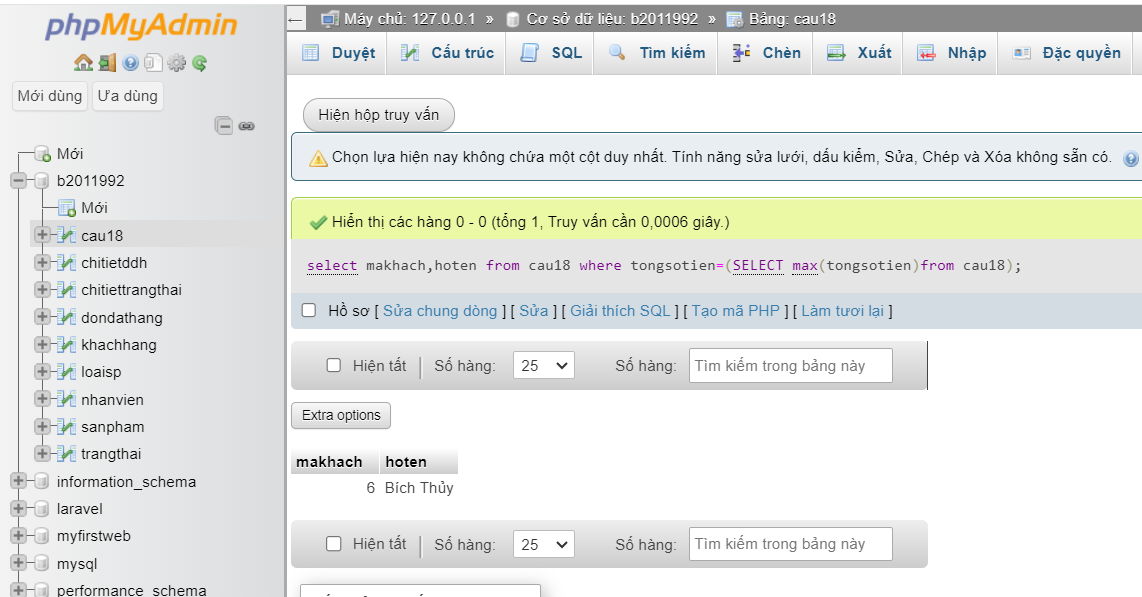 phpMyAdmin
Mới dùng Ưa dùng
Mới
b2011992
Mới
cau18
chitietddh
chitiettrangthai
dondathang
khachhang
loaisp
nhanvien
sanpham
trangthai
information_schema
laravel
myfirstweb
mysql
performance_schema
← Máy chủ: 127.0.0.1 » Cơ sở dữ liệu: b2011992 » Bảng: cau18
Duyệt Cấu trúc SQL Tìm kiếm Chèn Xuất Nhập Đặc quyền
Hiện hộp truy vấn
Chọn lựa hiện nay không chứa một cột duy nhất. Tính năng sửa lưới, dấu kiểm, Sửa, Chép và Xóa không sẵn có.
Hiển thị các hàng 0 - 0 (tổng 1, Truy vấn cần 0,0006 giây.)
select makhach,hoten from cau18 where tongsotien=(SELECT max(tongsotien)from cau18);
Hồ sơ [ Sửa chung dòng ] [ Sửa ] [ Giải thích SQL ] [ Tạo mã PHP ] [ Làm tươi lại ]
Hiện tất Số hàng: 25 Số hàng: Tìm kiếm trong bảng này
Extra options
makhach hoten
6 Bích Thủy
Hiện tất Số hàng: 25 Số hàng: Tìm kiếm trong bảng này